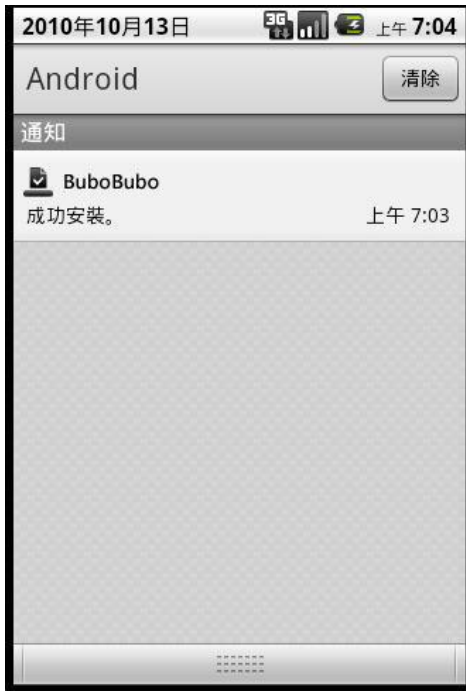 2010年10月13日 3G 上午 7:04
Android 清除
通知
BuboBubo
成功安裝。 上午 7:03